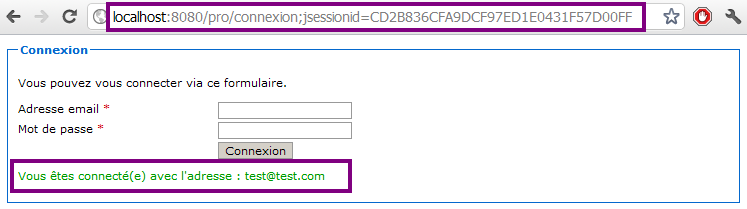 localhost:8080/pro/connexion;jsessionid=CD2B836CFA9DCF97ED1E0431F57D00FF
Connexion
Vous pouvez vous connecter via ce formulaire.
Adresse email *
Mot de passe *
Connexion
Vous êtes connecté(e) avec l'adresse : test@test.com